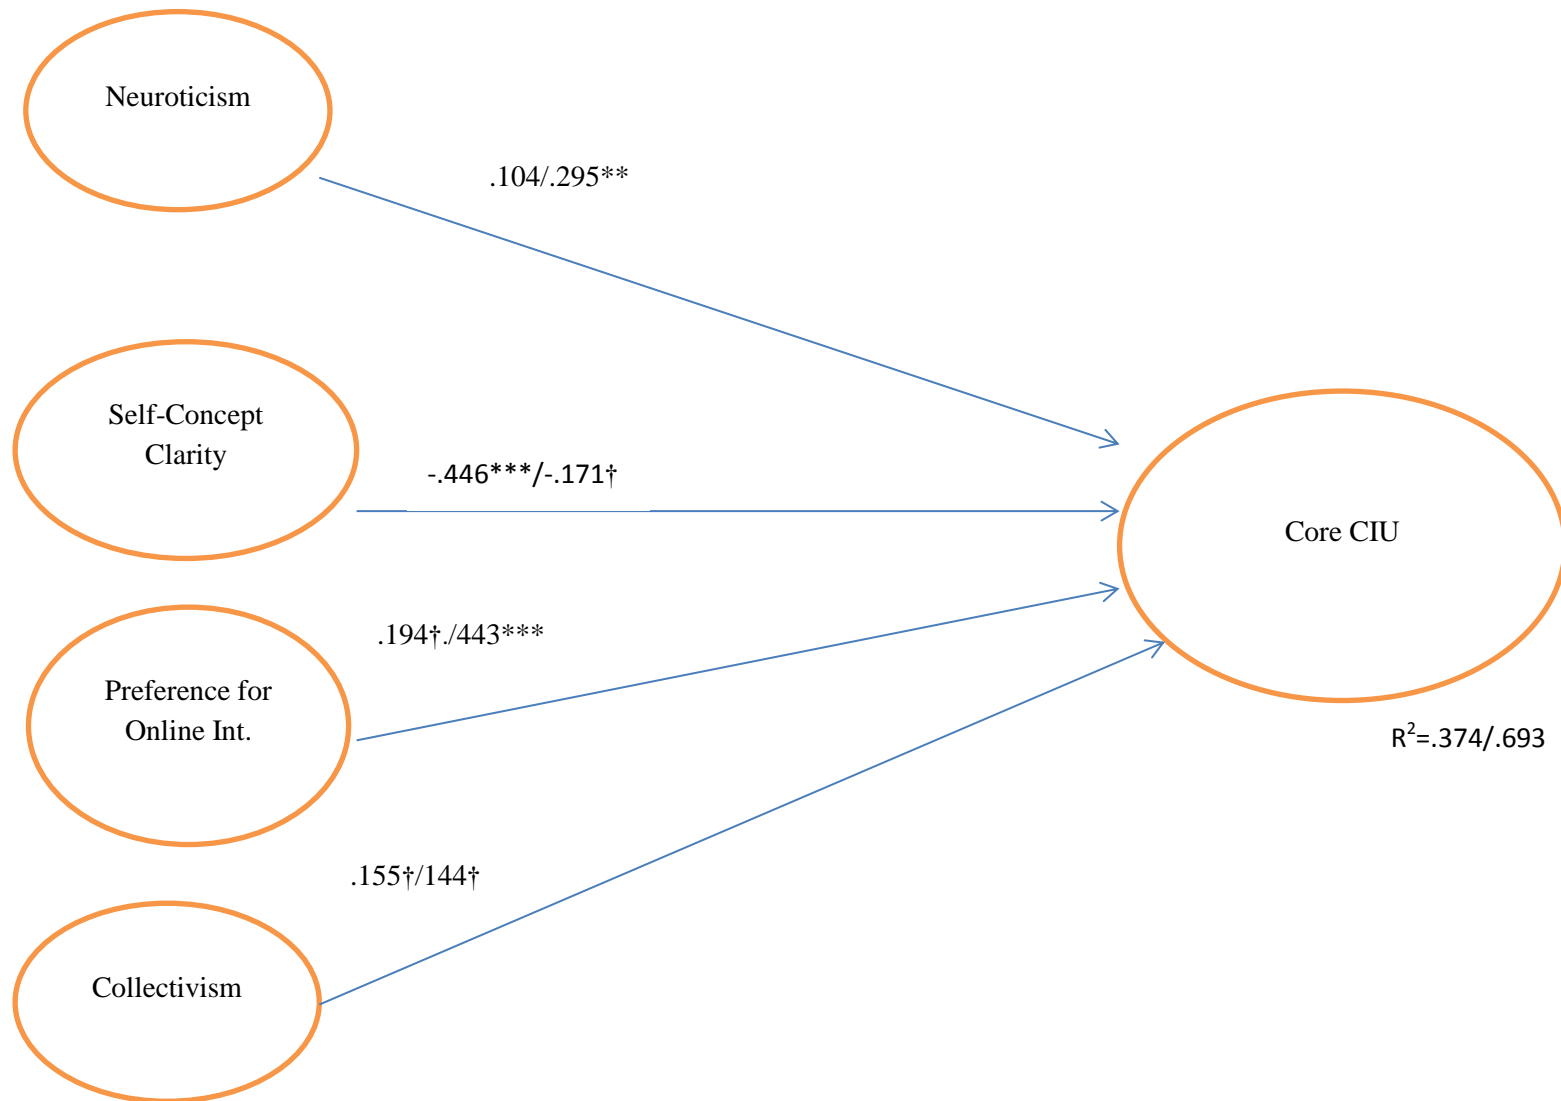 Neuroticism
.104/.295**
Self-Concept
Clarity
-.446***/-.171†
Core CIU
.194†./443***
Preference for
Online Int.
R²=.374/.693
.155†/144†
Collectivism